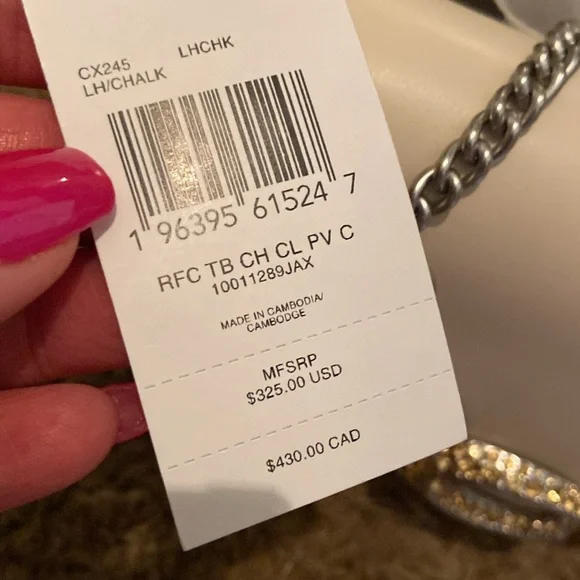 CX245 LHCHK
LH/CHALK
1 96395 61524 7
RFC TB CH CL PV C
10011289JAX
MADE IN CAMBODIA/
CAMBODGE
MFSRP
$325.00 USD
$430.00 CAD